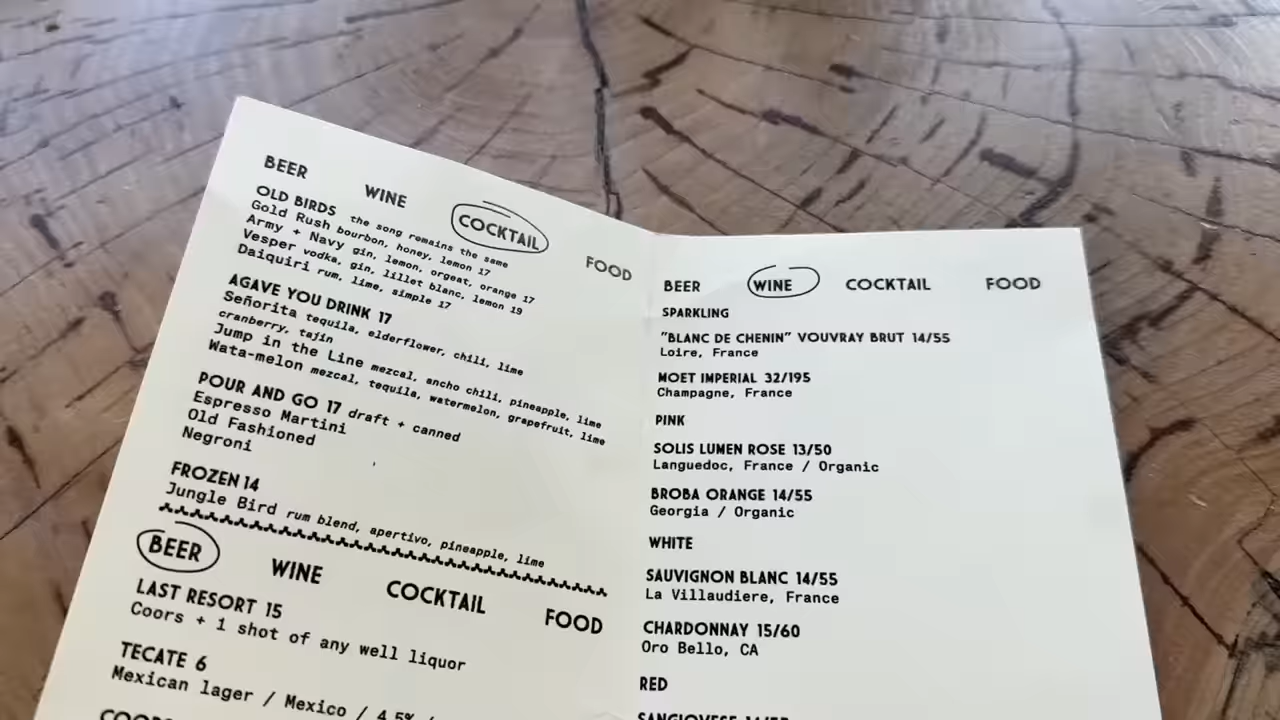 BEER WINE COCKTAIL FOOD
OLD BIRDS the song remains the same
Gold Rush bourbon, honey, lemon 17
Army + Navy gin, lemon, orgeat, orange 17
Vesper vodka, gin, lillet blanc, lemon 19
Daiquiri rum, lime, simple 17
AGAVE YOU DRINK 17
Señorita tequila, elderflower, chili, lime
cranberry, tajin
Jump in the Line mezcal, ancho chili, pineapple, lime
Wata-melon mezcal, tequila, watermelon, grapefruit, lime
POUR AND GO 17 draft + canned
Espresso Martini
Old Fashioned
Negroni
FROZEN 14
Jungle Bird rum blend, apertivo, pineapple, lime
BEER WINE COCKTAIL FOOD
LAST RESORT 15
Coors + 1 shot of any well liquor
TECATE 6
Mexican lager / Mexico / 4.5% /
BEER WINE COCKTAIL FOOD
SPARKLING
"BLANC DE CHENIN" VOUVRAY BRUT 14/55
Loire, France
MOET IMPERIAL 32/195
Champagne, France
PINK
SOLIS LUMEN ROSE 13/50
Languedoc, France / Organic
BROBA ORANGE 14/55
Georgia / Organic
WHITE
SAUVIGNON BLANC 14/55
La Villaudiere, France
CHARDONNAY 15/60
Oro Bello, CA
RED
SANGIOVESE 14/55